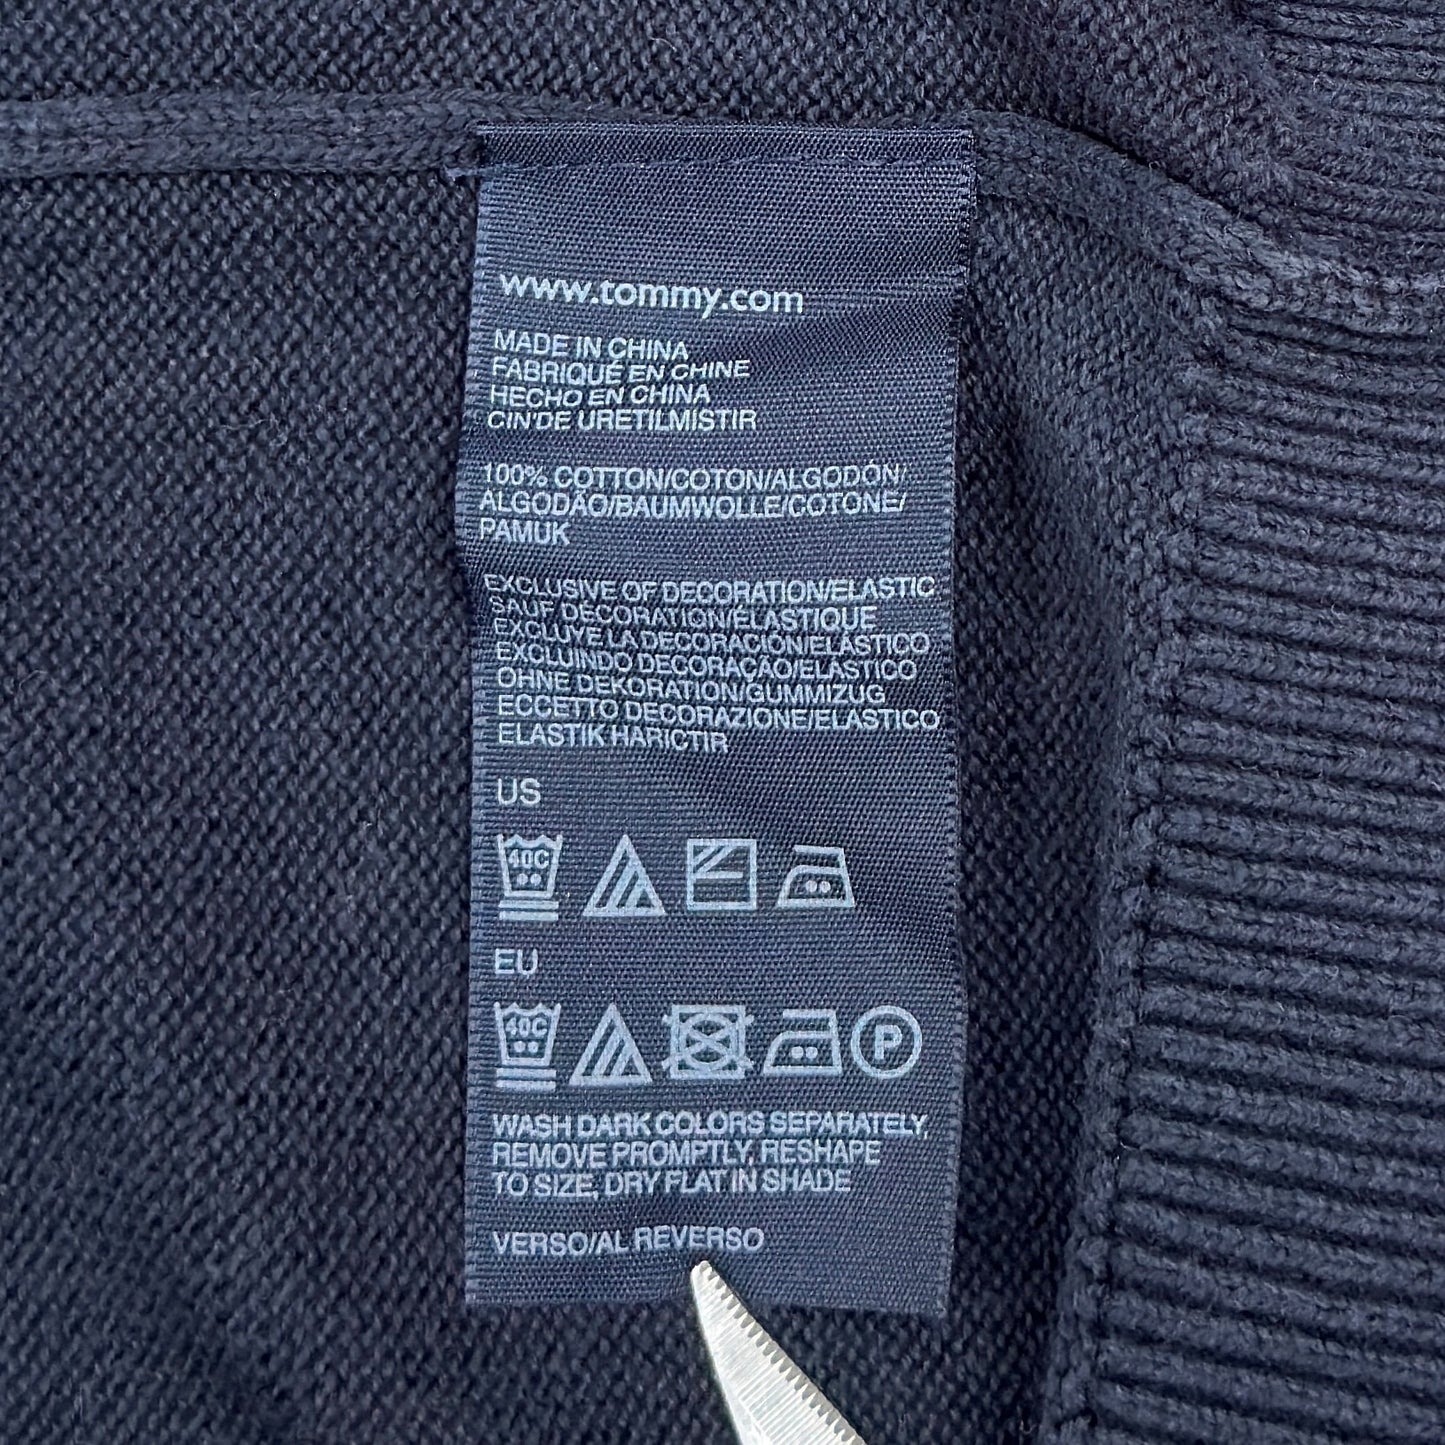 www.tommy.com
MADE IN CHINA
FABRIQUÉ EN CHINE
HECHO EN CHINA
CIN'DE URETILMISTIR
100% COTTON/COTON/ALGODÓN/
ALGODÃO/BAUMWOLLE/COTONE/
PAMUK
EXCLUSIVE OF DECORATION/ELASTIC
SAUF DÉCORATION/ÉLASTIQUE
EXCLUYE LA DECORACIÓN/ELÁSTICO
EXCLUINDO DECORAÇÃO/ELÁSTICO
OHNE DEKORATION/GUMMIZUG
ECCETTO DECORAZIONE/ELASTICO
ELASTIK HARICTIR
US
40C
EU
40C P
WASH DARK COLORS SEPARATELY,
REMOVE PROMPTLY, RESHAPE
TO SIZE, DRY FLAT IN SHADE
VERSO/AL REVERSO